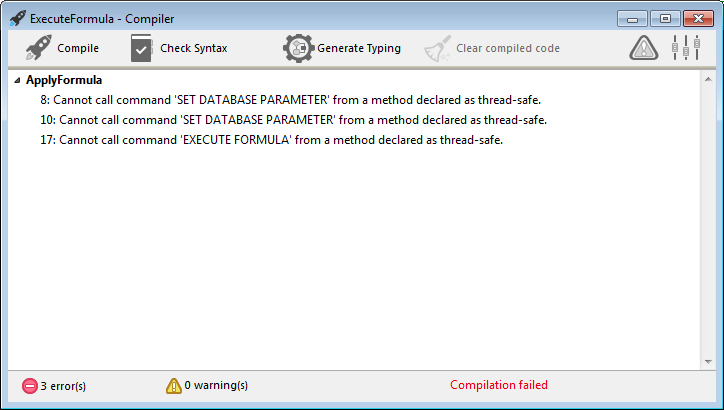 ExecuteFormula - Compiler
Compile Check Syntax Generate Typing Clear compiled code
ApplyFormula
8: Cannot call command 'SET DATABASE PARAMETER' from a method declared as thread-safe.
10: Cannot call command 'SET DATABASE PARAMETER' from a method declared as thread-safe.
17: Cannot call command 'EXECUTE FORMULA' from a method declared as thread-safe.
3 error(s) 0 warning(s) Compilation failed